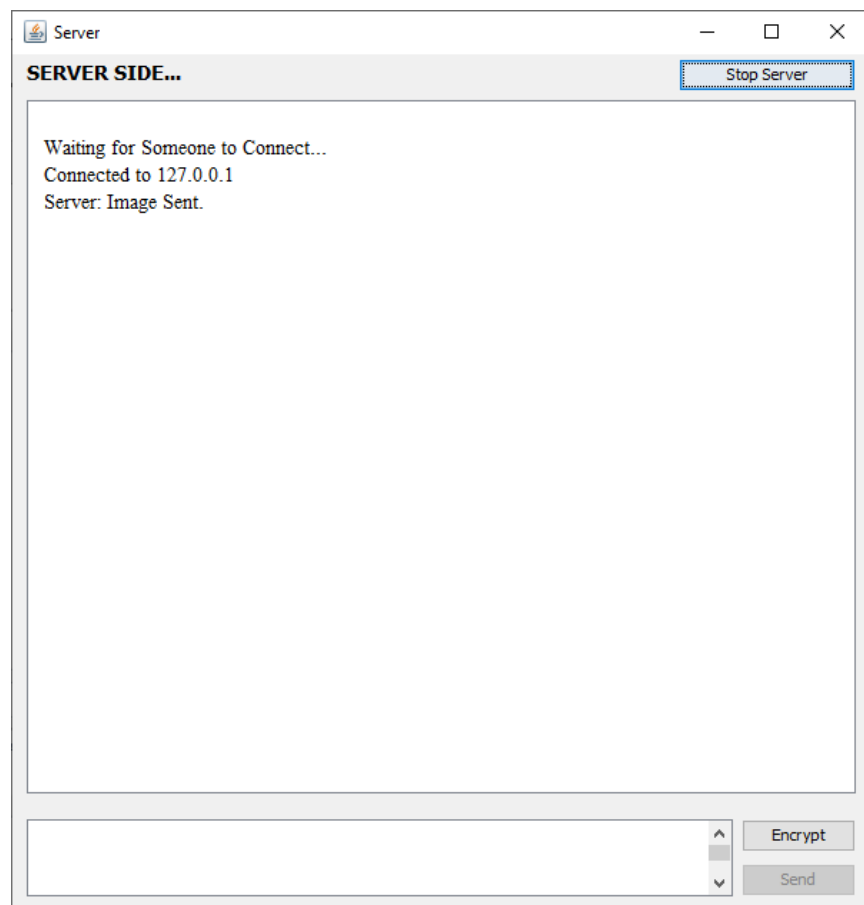 Server
SERVER SIDE...
Stop Server
Waiting for Someone to Connect...
Connected to 127.0.0.1
Server: Image Sent.
Encrypt
Send